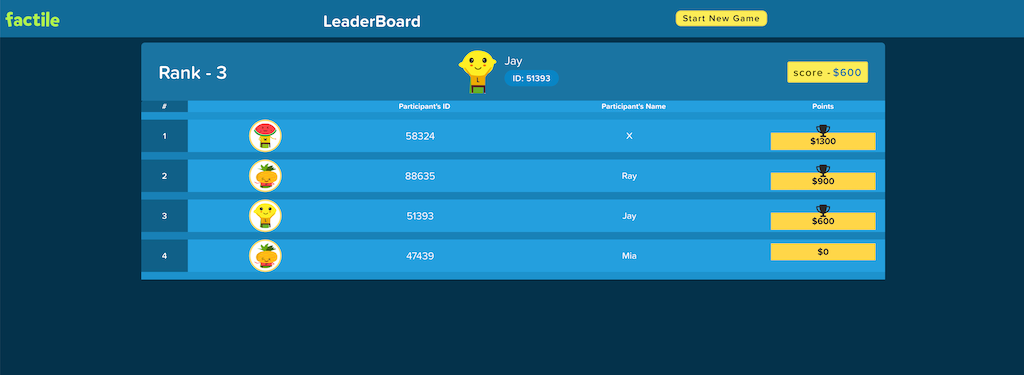 factile
LeaderBoard
Start New Game
Rank - 3
Jay
ID: 51393
score - $600
# Participant's ID Participant's Name Points
1 58324 X $1300
2 88635 Ray $900
3 51393 Jay $600
4 47439 Mia $0